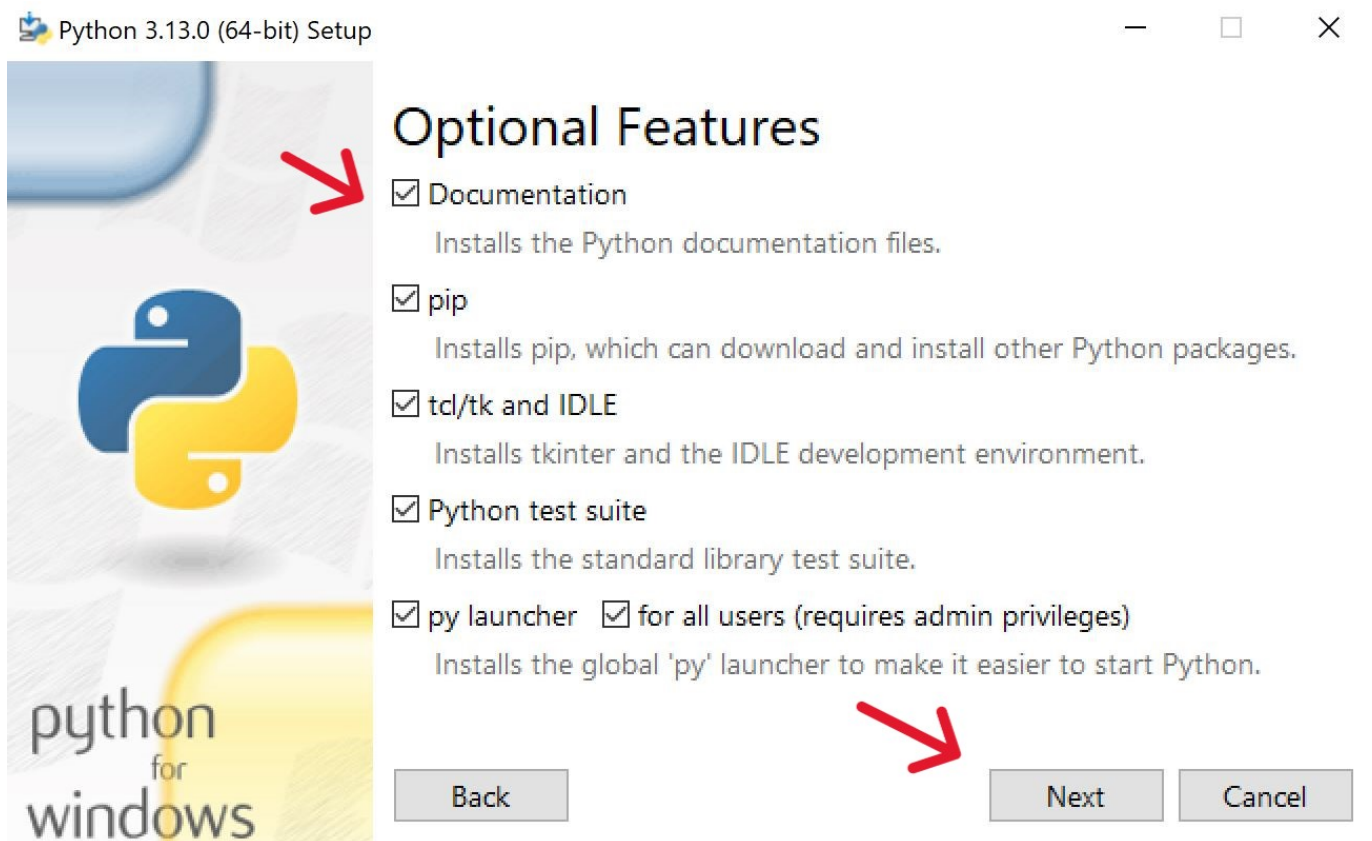 Python 3.13.0 (64-bit) Setup
Optional Features
Documentation
Installs the Python documentation files.
pip
Installs pip, which can download and install other Python packages.
tcl/tk and IDLE
Installs tkinter and the IDLE development environment.
Python test suite
Installs the standard library test suite.
py launcher for all users (requires admin privileges)
Installs the global 'py' launcher to make it easier to start Python.
python
for
windows
Back Next Cancel